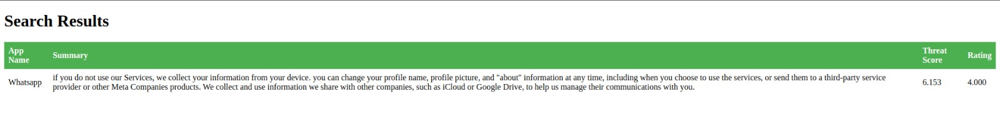 Search Results
App Name
Summary
Threat Score
Rating
Whatsapp
if you do not use our Services, we collect your information from your device. you can change your profile name, profile picture, and "about" information at any time, including when you choose to use the services, or send them to a third-party service
provider or other Meta Companies products. We collect and use information we share with other companies, such as iCloud or Google Drive, to help us manage their communications with you.
6.153
4.000